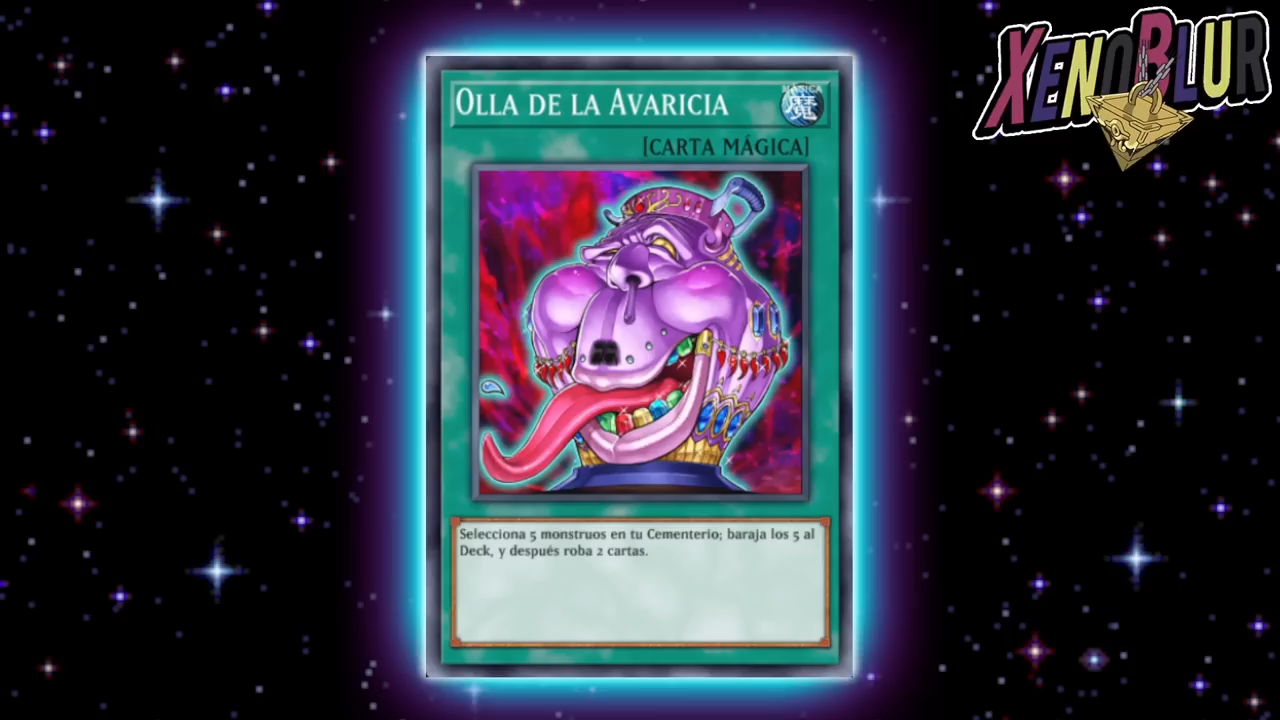 XENOBLUR
OLLA DE LA AVARICIA
MÁGICA
魔
[CARTA MÁGICA]
Selecciona 5 monstruos en tu Cementerio; baraja los 5 al
Deck, y después roba 2 cartas.